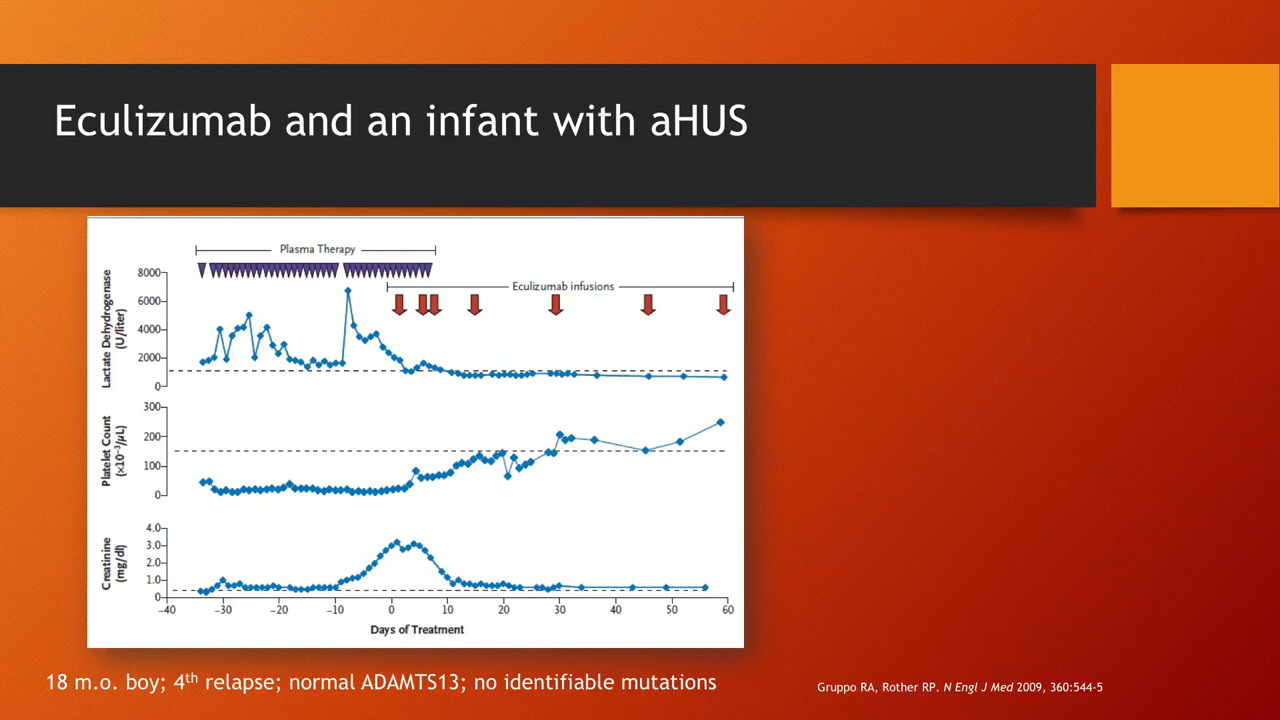 Eculizumab and an infant with aHUS
Plasma Therapy
Eculizumab infusions
Lactate Dehydrogenase
(U/liter)
8000
6000
4000
2000
0
Platelet Count
(×10⁻³/µL)
300
200
100
0
Creatinine
(mg/dl)
4.0
3.0
2.0
1.0
0
−40 −30 −20 −10 0 10 20 30 40 50 60
Days of Treatment
18 m.o. boy; 4th relapse; normal ADAMTS13; no identifiable mutations
Gruppo RA, Rother RP. N Engl J Med 2009, 360:544-5